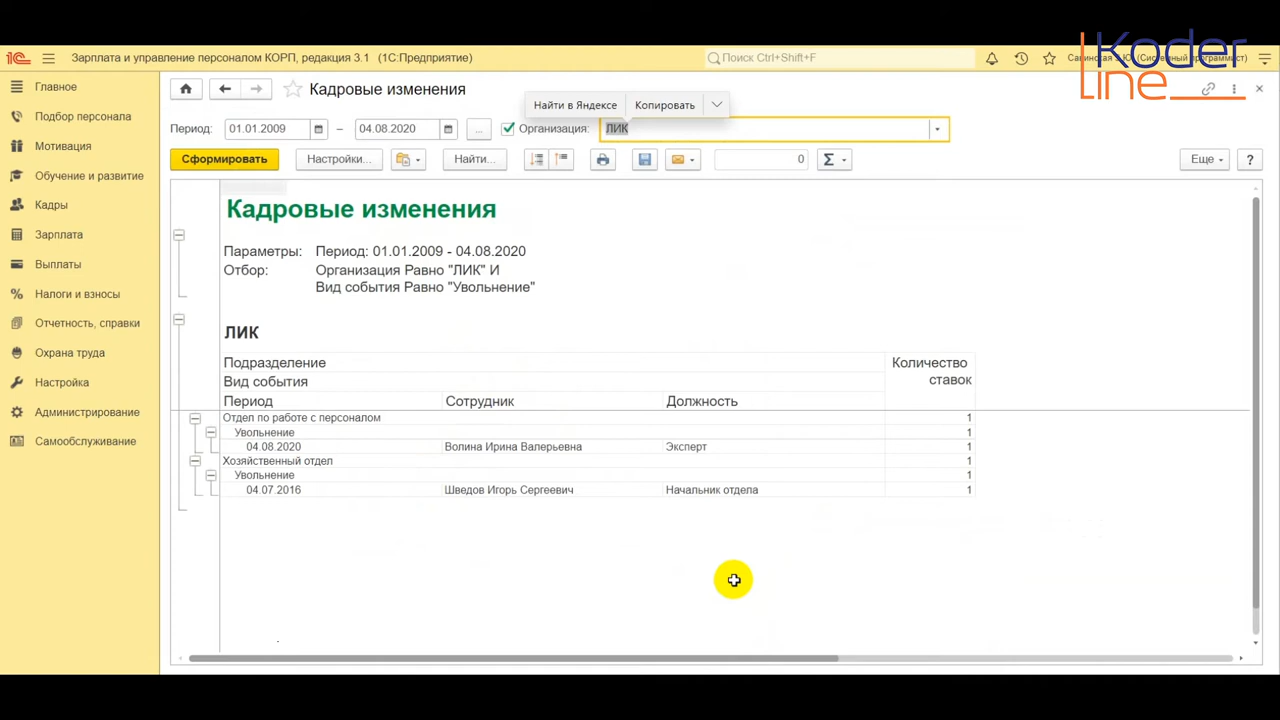 Koder
Line
1С Зарплата и управление персоналом КОРП, редакция 3.1 (1С:Предприятие)
Поиск Ctrl+Shift+F
(Системный программист)
Главное
Подбор персонала
Мотивация
Обучение и развитие
Кадры
Зарплата
Выплаты
Налоги и взносы
Отчетность, справки
Охрана труда
Настройка
Администрирование
Самообслуживание
Кадровые изменения
Найти в Яндексе Копировать
Период: 01.01.2009 – 04.08.2020 ... Организация: ЛИК
Сформировать Настройки... Найти... 0 Σ Еще ?
Кадровые изменения
Параметры: Период: 01.01.2009 - 04.08.2020
Отбор: Организация Равно "ЛИК" И
Вид события Равно "Увольнение"
ЛИК
Подразделение Количество
ставок
Вид события
Период Сотрудник Должность
Отдел по работе с персоналом 1
Увольнение 1
04.08.2020 Волина Ирина Валерьевна Эксперт 1
Хозяйственный отдел 1
Увольнение 1
04.07.2016 Шведов Игорь Сергеевич Начальник отдела 1